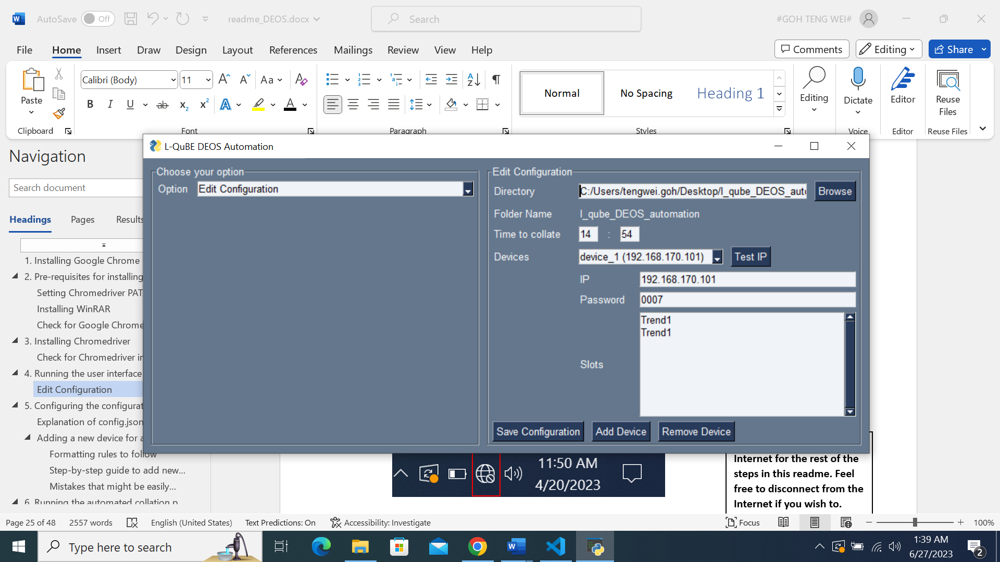 AutoSave Off readme_DEOS.docx Search #GOH TENG WEI#
File Home Insert Draw Design Layout References Mailings Review View Help Comments Editing Share
Calibri (Body) 11 Aa
Paste
Normal No Spacing Heading 1
Editing Dictate Editor Reuse Files
Clipboard Font Paragraph Styles Voice Editor Reuse Files
Navigation
Search document
Headings Pages Results
1. Installing Google Chrome
2. Pre-requisites for installing
Setting Chromedriver PAT
Installing WinRAR
Check for Google Chrome
3. Installing Chromedriver
Check for Chromedriver in
4. Running the user interface
Edit Configuration
5. Configuring the configurat
Explanation of config.json
Adding a new device for a
Formatting rules to follow
Step-by-step guide to add new...
Mistakes that might be easily...
6. Running the automated collation p
L-QuBE DEOS Automation
Choose your option
Option Edit Configuration
Edit Configuration
Directory C:/Users/tengwei.goh/Desktop/l_qube_DEOS_auto Browse
Folder Name l_qube_DEOS_automation
Time to collate 14 : 54
Devices device_1 (192.168.170.101) Test IP
IP 192.168.170.101
Password 0007
Slots
Trend1
Trend1
Save Configuration Add Device Remove Device
11:50 AM
4/20/2023
Internet for the rest of the
steps in this readme. Feel
free to disconnect from the
Internet if you wish to.
Page 25 of 48 2557 words English (United States) Text Predictions: On Accessibility: Investigate Focus 100%
Type here to search
1:39 AM
6/27/2023
2